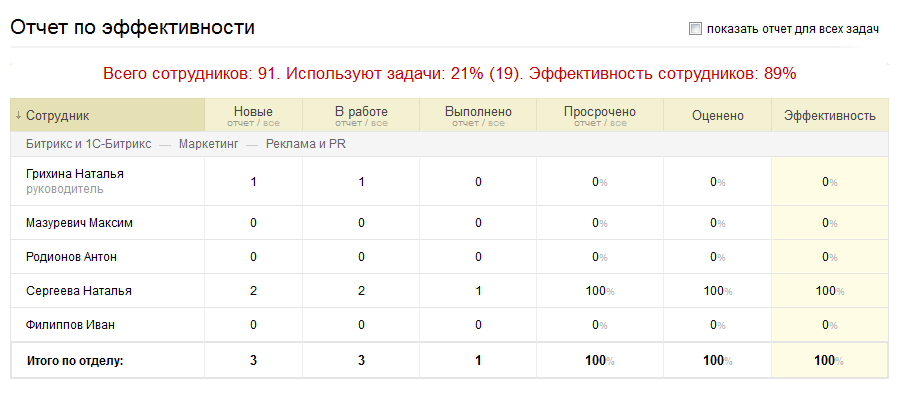 Отчет по эффективности
показать отчет для всех задач
Всего сотрудников: 91. Используют задачи: 21% (19). Эффективность сотрудников: 89%
↓ Сотрудник Новые В работе Выполнено Просрочено Оценено Эффективность
отчет / все отчет / все отчет / все отчет / все
Битрикс и 1С-Битрикс — Маркетинг — Реклама и PR
Грихина Наталья 1 1 0 0% 0% 0%
руководитель
Мазуревич Максим 0 0 0 0% 0% 0%
Родионов Антон 0 0 0 0% 0% 0%
Сергеева Наталья 2 2 1 100% 100% 100%
Филиппов Иван 0 0 0 0% 0% 0%
Итого по отделу: 3 3 1 100% 100% 100%